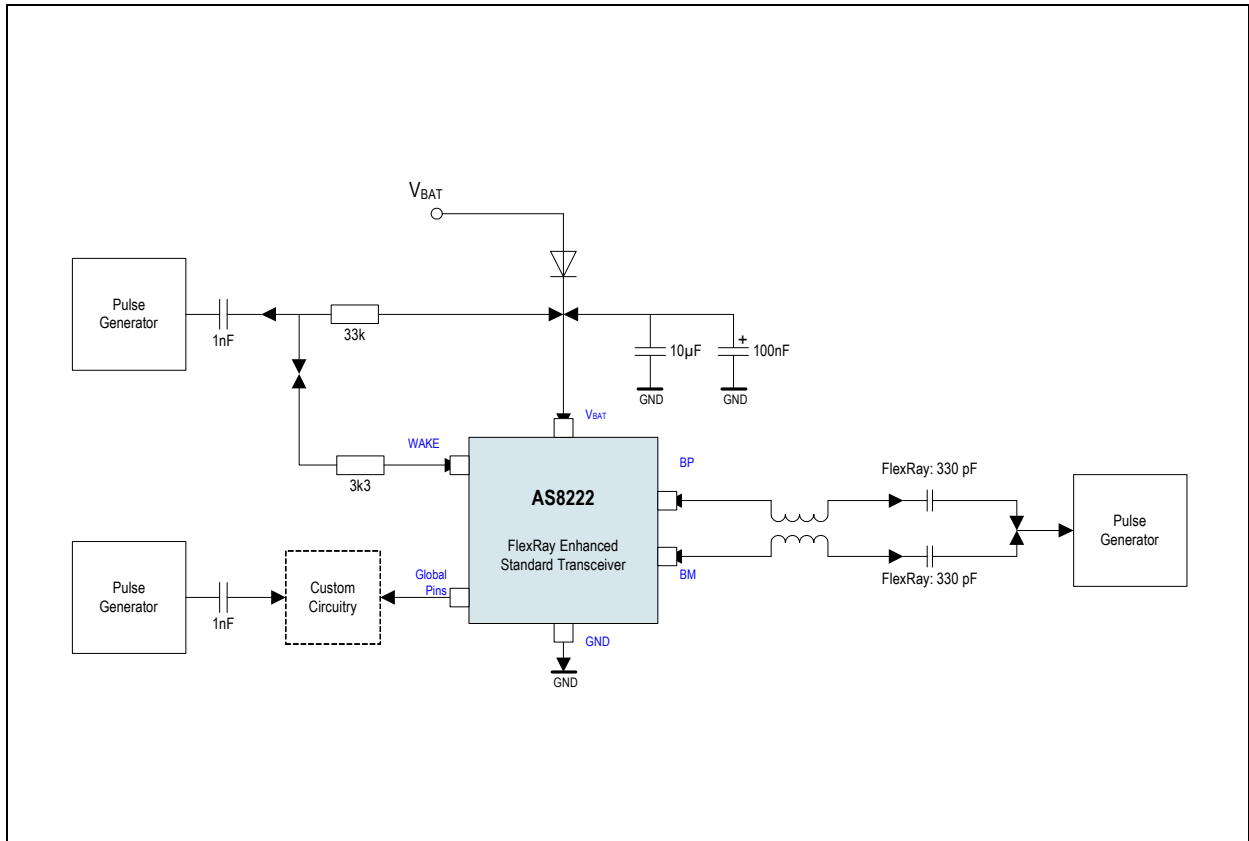 VBAT
Pulse
Generator
1nF
33k
10µF
+
100nF
GND
GND
VBAT
WAKE
3k3
BP
FlexRay: 330 pF
AS8222
FlexRay Enhanced
Standard Transceiver
Pulse
Generator
BM
FlexRay: 330 pF
Global
Pins
Pulse
Generator
1nF
Custom
Circuitry
GND
GND